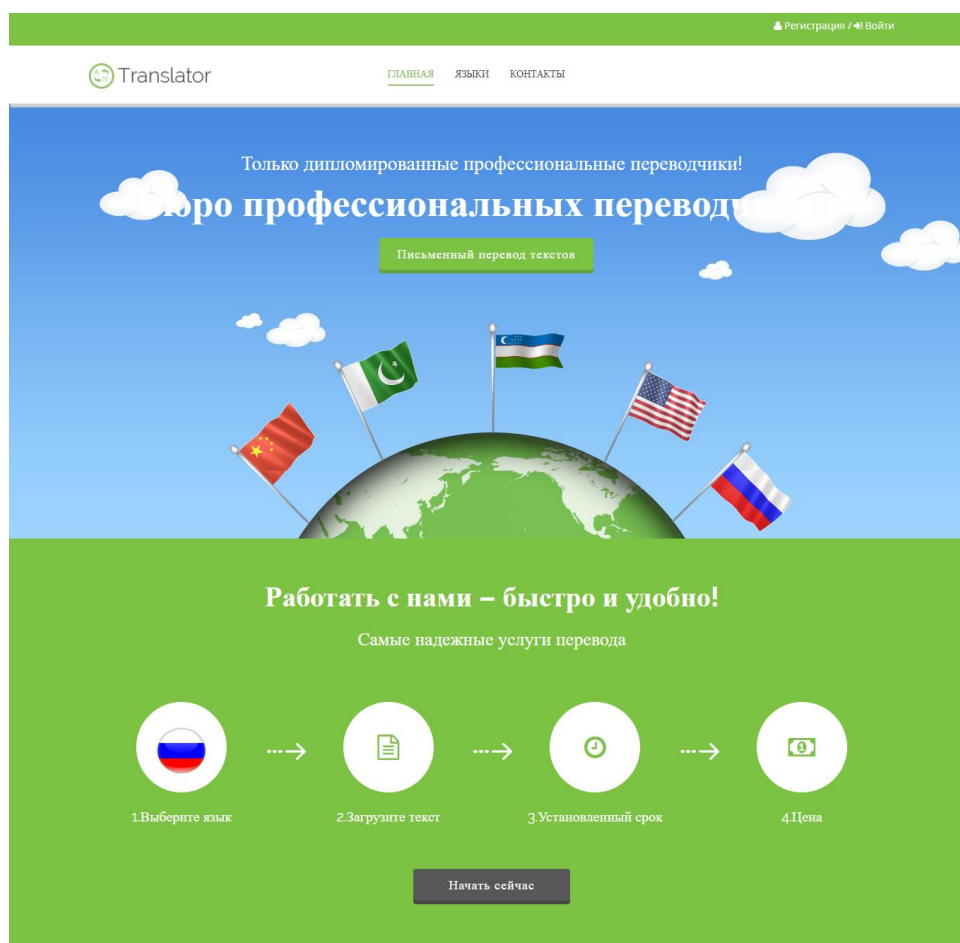 Регистрация / Войти
Translator
ГЛАВНАЯ ЯЗЫКИ КОНТАКТЫ
Только дипломированные профессиональные переводчики!
профессиональных
Письменный перевод текстов
Работать с нами – быстро и удобно!
Самые надежные услуги перевода
1.Выберите язык 2.Загрузите текст 3.Установленный срок 4.Цена
Начать сейчас